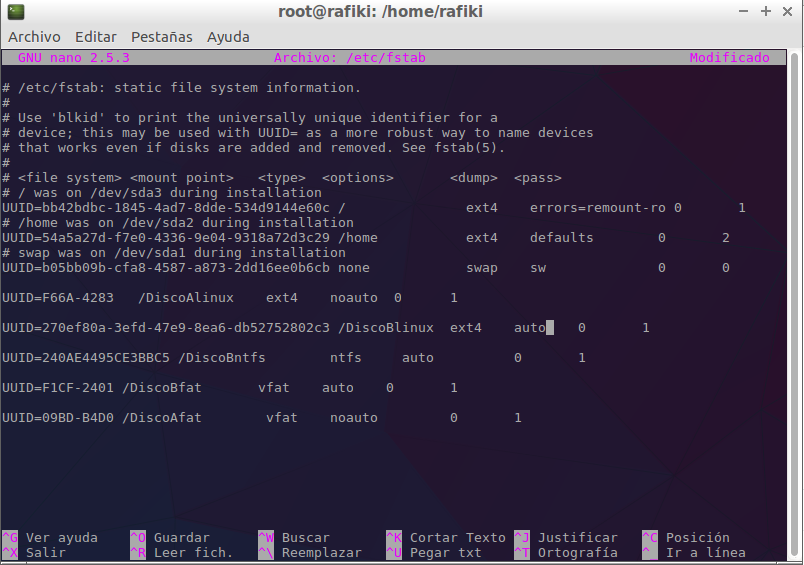 root@rafiki: /home/rafiki
Archivo Editar Pestañas Ayuda
GNU nano 2.5.3 Archivo: /etc/fstab Modificado
# /etc/fstab: static file system information.
#
# Use 'blkid' to print the universally unique identifier for a
# device; this may be used with UUID= as a more robust way to name devices
# that works even if disks are added and removed. See fstab(5).
#
# <file system> <mount point>   <type>  <options>       <dump>  <pass>
# / was on /dev/sda3 during installation
UUID=bb42bdbc-1845-4ad7-8dde-534d9144e60c /               ext4    errors=remount-ro 0       1
# /home was on /dev/sda2 during installation
UUID=54a5a27d-f7e0-4336-9e04-9318a72d3c29 /home           ext4    defaults        0       2
# swap was on /dev/sda1 during installation
UUID=b05bb09b-cfa8-4587-a873-2dd16ee0b6cb none            swap    sw              0       0
UUID=F66A-4283   /DiscoAlinux    ext4    noauto  0      1
UUID=270ef80a-3efd-47e9-8ea6-db52752802c3 /DiscoBlinux  ext4    auto    0       1
UUID=240AE4495CE3BBC5 /DiscoBntfs        ntfs     auto          0       1
UUID=F1CF-2401 /DiscoBfat       vfat    auto    0       1
UUID=09BD-B4D0 /DiscoAfat        vfat    noauto         0       1
^G Ver ayuda ^O Guardar ^W Buscar ^K Cortar Texto ^J Justificar ^C Posición
^X Salir ^R Leer fich. ^\ Reemplazar ^U Pegar txt ^T Ortografía ^_ Ir a línea